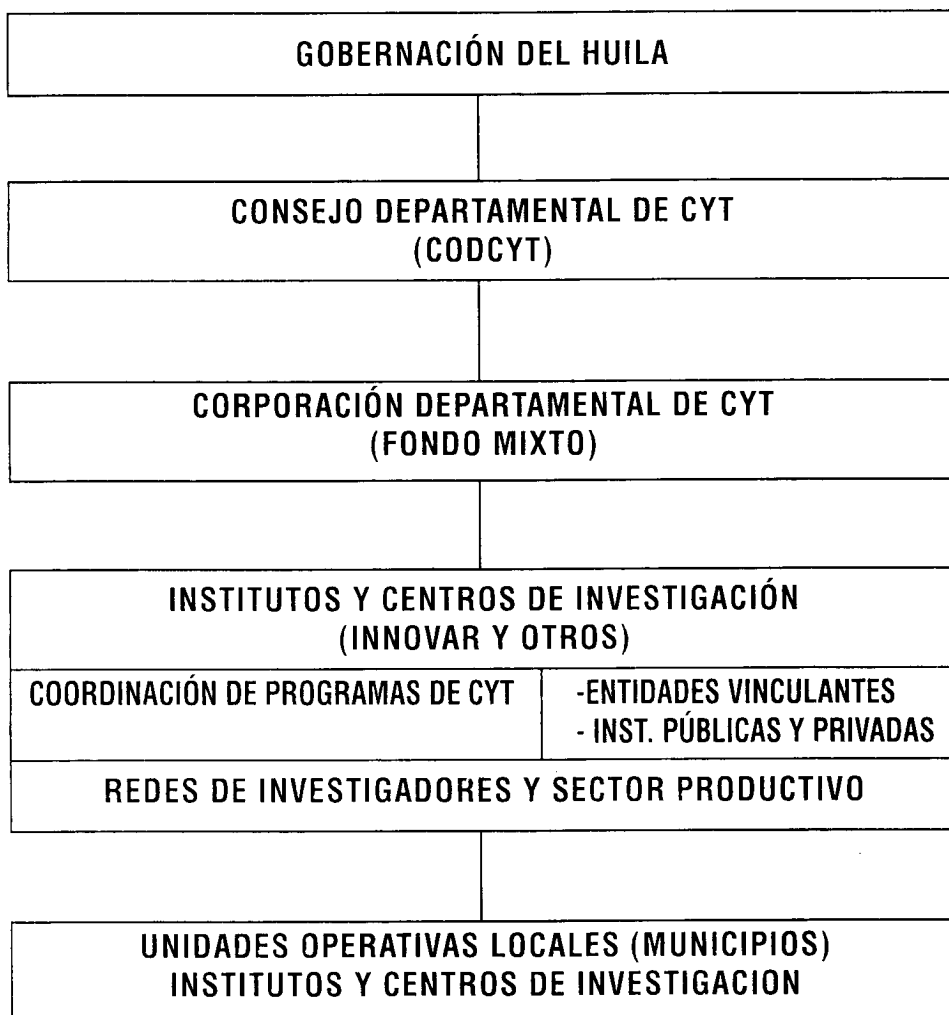 GOBERNACIÓN DEL HUILA
CONSEJO DEPARTAMENTAL DE CYT
(CODCYT)
CORPORACIÓN DEPARTAMENTAL DE CYT
(FONDO MIXTO)
INSTITUTOS Y CENTROS DE INVESTIGACIÓN
(INNOVAR Y OTROS)
COORDINACIÓN DE PROGRAMAS DE CYT
-ENTIDADES VINCULANTES
- INST. PÚBLICAS Y PRIVADAS
REDES DE INVESTIGADORES Y SECTOR PRODUCTIVO
UNIDADES OPERATIVAS LOCALES (MUNICIPIOS)
INSTITUTOS Y CENTROS DE INVESTIGACION